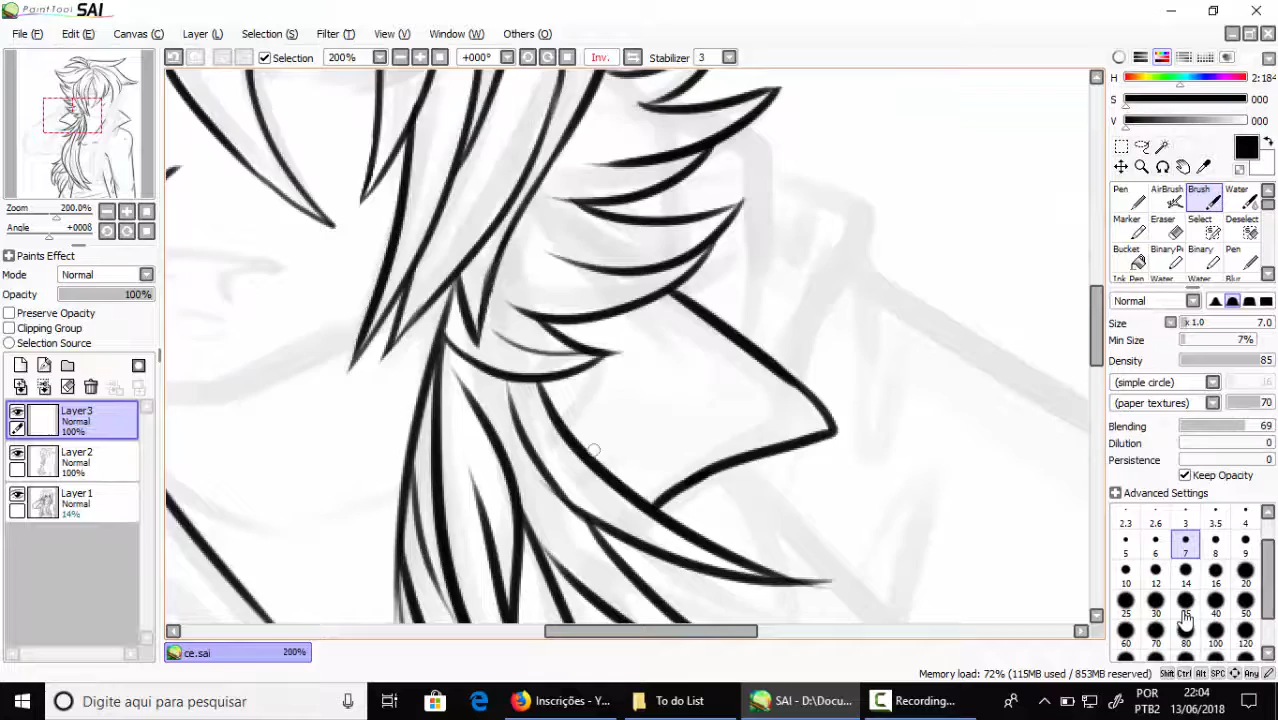 PaintTool SAI
File (F) Edit (E) Canvas (C) Layer (L) Selection (S) Filter (T) View (V) Window (W) Others (O)
Selection 200% +000° Inv. Stabilizer 3
Zoom 200.0%
Angle
Paints Effect
Mode Normal
Opacity 100%
Preserve Opacity
Clipping Group
Selection Source
Layer3
Normal
100%
Layer2
Normal
100%
Layer1
Normal
14%
ce.sai 200%
H 2:184
S 000
V 000
Pen AirBrush Brush Water
Marker Eraser Select Deselect
Bucket BinaryPe Binary Pen
Ink Pen Water Water Blur
Normal
Size x 1.0 7.0
Min Size 7%
Density 85
(simple circle) 16
(paper textures) 70
Blending 69
Dilution 0
Persistence 0
Keep Opacity
Advanced Settings
2.3 2.6 3 3.5 4
5 6 7 8 9
10 12 14 16 20
25 30 35 40 50
60 70 80 100 120
Memory load: 72% (115MB used / 853MB reserved) Shift Ctrl Alt SPC Any
Digite aqui para pesquisar
Inscrições - Y...
To do List
SAI - D:\Docu...
Recording...
POR
PTB2
22:04
13/06/2018